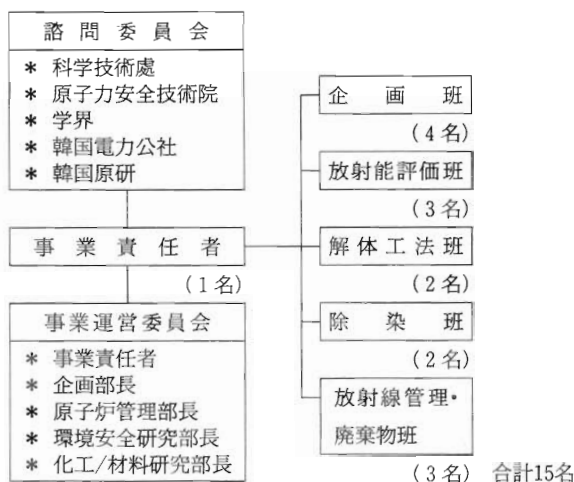 諮問委員会
* 科学技術處
* 原子力安全技術院
* 学界
* 韓国電力公社
* 韓国原研
事業責任者
(1名)
事業運営委員会
* 事業責任者
* 企画部長
* 原子炉管理部長
* 環境安全研究部長
* 化工/材料研究部長
企画班
(4名)
放射能評価班
(3名)
解体工法班
(2名)
除染班
(2名)
放射線管理・
廃棄物班
(3名) 合計15名